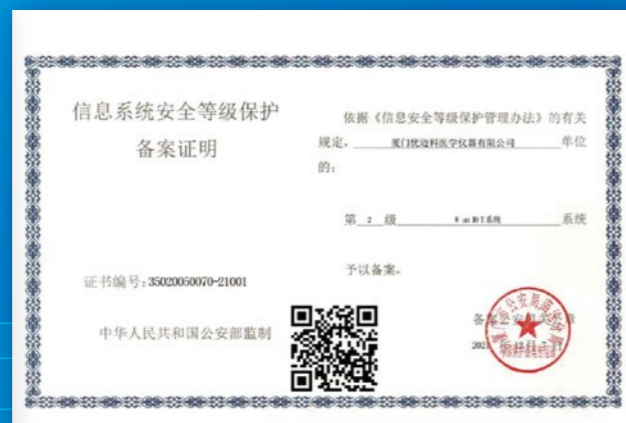 信息系统安全等级保护
备案证明
证书编号：35020050070-21001
中华人民共和国公安部监制
依据《信息安全等级保护管理办法》的有关
规定，厦门优迈科医学仪器有限公司单位
的：
第 2 级 系统
予以备案。